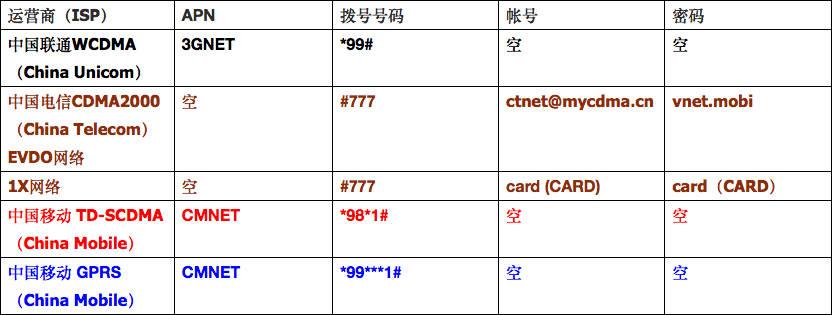 运营商（ISP） APN 拨号号码 帐号 密码
中国联通WCDMA 3GNET *99# 空 空
（China Unicom）
中国电信CDMA2000 空 #777 ctnet@mycdma.cn vnet.mobi
（China Telecom）
EVDO网络
1X网络 空 #777 card (CARD) card（CARD）
中国移动 TD-SCDMA CMNET *98*1# 空 空
（China Mobile）
中国移动 GPRS CMNET *99***1# 空 空
（China Mobile）